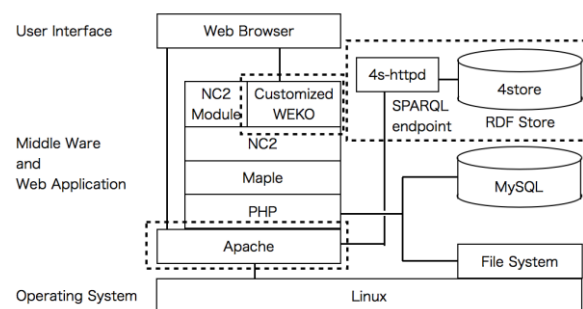 User Interface
Web Browser
4s-httpd
4store
NC2
Module
Customized
WEKO
SPARQL
endpoint
RDF Store
Middle Ware
and
Web Application
NC2
Maple
PHP
MySQL
Apache
File System
Operating System
Linux